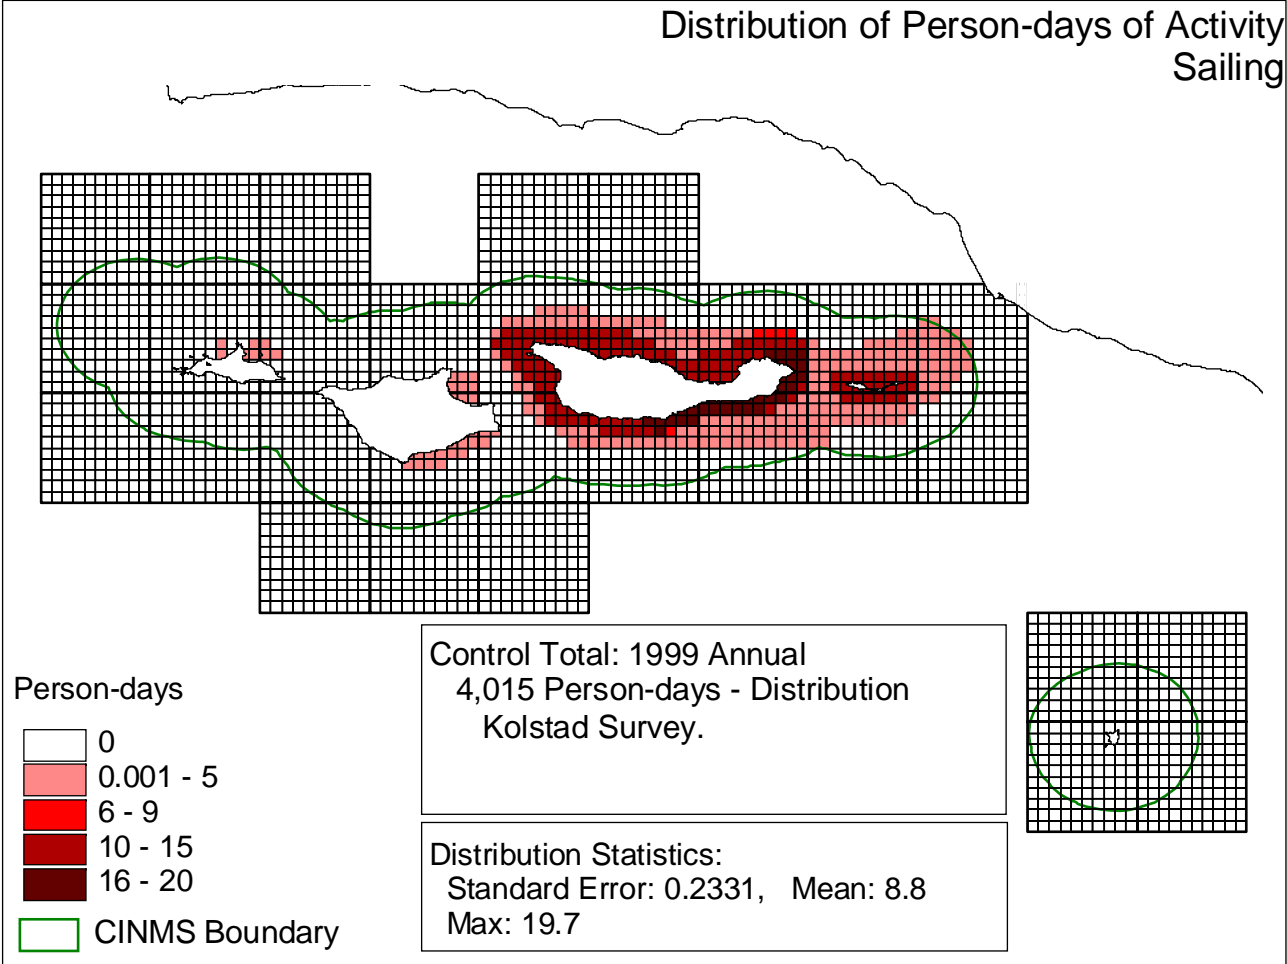 Distribution of Person-days of Activity
Sailing
Control Total: 1999 Annual
4,015 Person-days - Distribution
Kolstad Survey.
Person-days
0
0.001 - 5
6 - 9
10 - 15
16 - 20
CINMS Boundary
Distribution Statistics:
Standard Error: 0.2331, Mean: 8.8
Max: 19.7